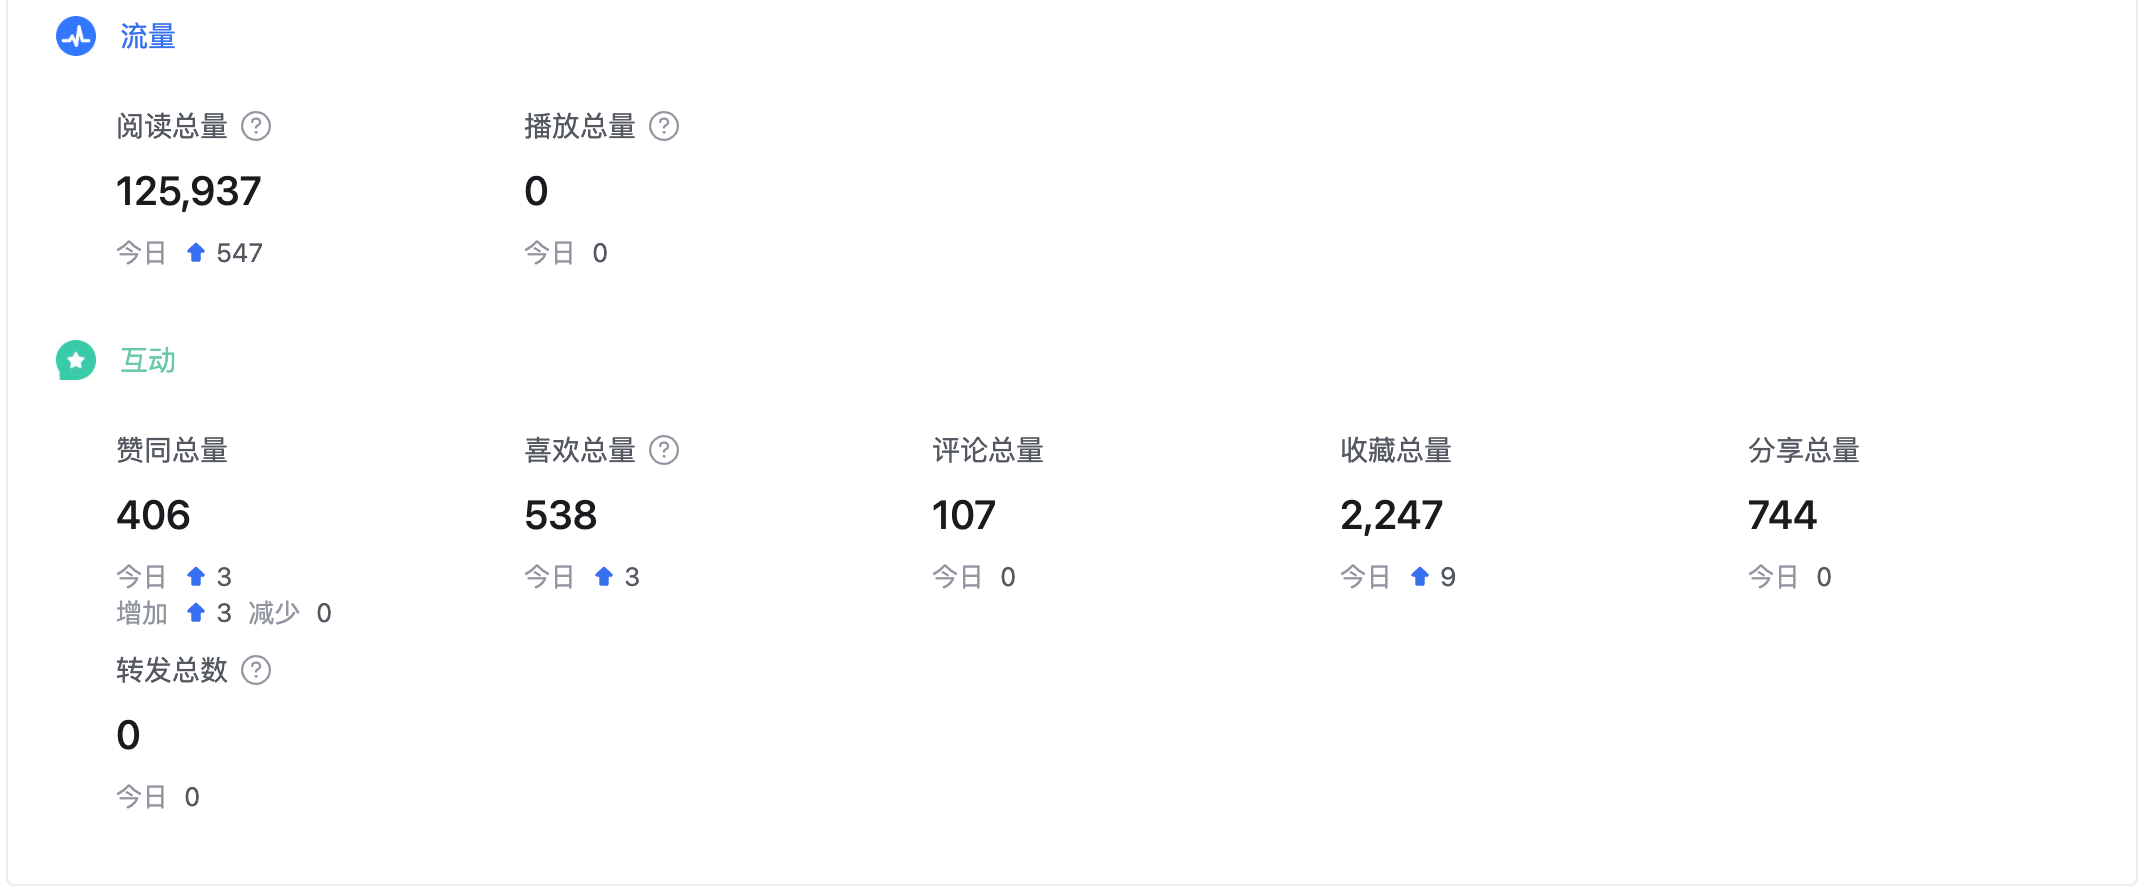 流量
阅读总量 ? 播放总量 ?
125,937 0
今日 547 今日 0
互动
赞同总量 喜欢总量 ? 评论总量 收藏总量 分享总量
406 538 107 2,247 744
今日 3 今日 3 今日 0 今日 9 今日 0
增加 3 减少 0
转发总数 ?
0
今日 0